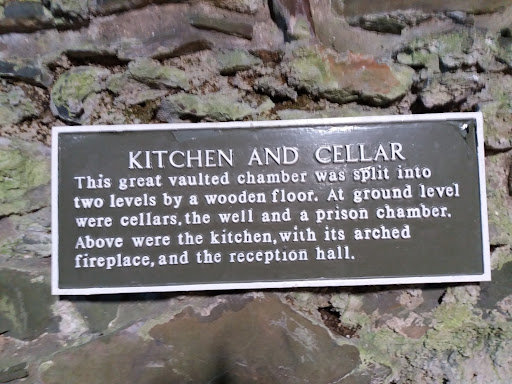 KITCHEN AND CELLAR
This great vaulted chamber was split into
two levels by a wooden floor. At ground level
were cellars, the well and a prison chamber.
Above were the kitchen, with its arched
fireplace, and the reception hall.